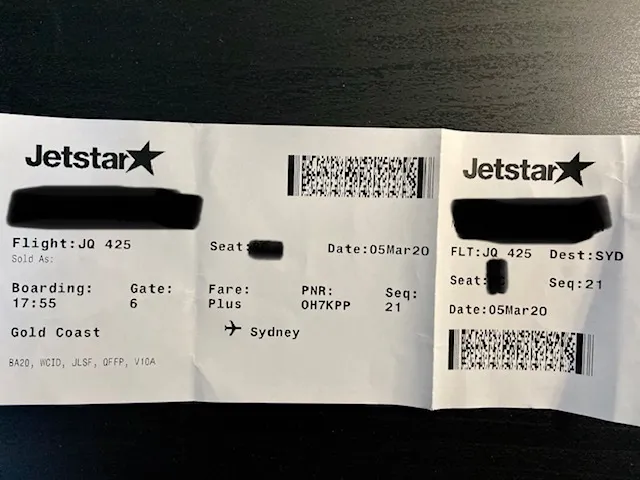 Jetstar
Flight:JQ 425
Sold As:
Boarding: Gate:
17:55 6
Gold Coast
BA20, WCID, JLSF, QFFP, V10A
Seat: Date:05Mar20
Fare: PNR: Seq:
Plus OH7KPP 21
Sydney
Jetstar
FLT:JQ 425 Dest:SYD
Seat: Seq:21
Date:05Mar20